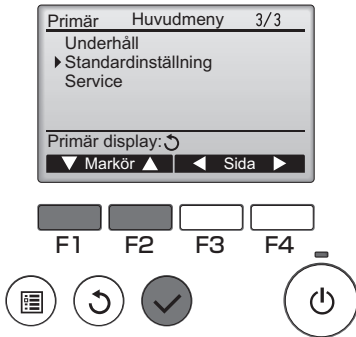 Primär Huvudmeny 3/3
Underhåll
Standardinställning
Service
Primär display:
Markör Sida
F1 F2 F3 F4